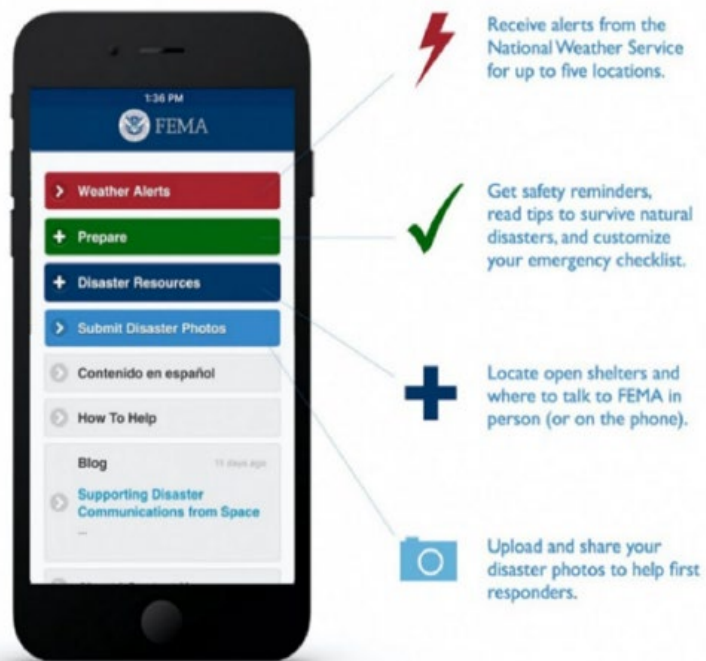 1:36 PM
FEMA
Weather Alerts
Prepare
Disaster Resources
Submit Disaster Photos
Contenido en español
How To Help
Blog 11 days ago
Supporting Disaster
Communications from Space
...
Receive alerts from the
National Weather Service
for up to five locations.
Get safety reminders,
read tips to survive natural
disasters, and customize
your emergency checklist.
Locate open shelters and
where to talk to FEMA in
person (or on the phone).
Upload and share your
disaster photos to help first
responders.